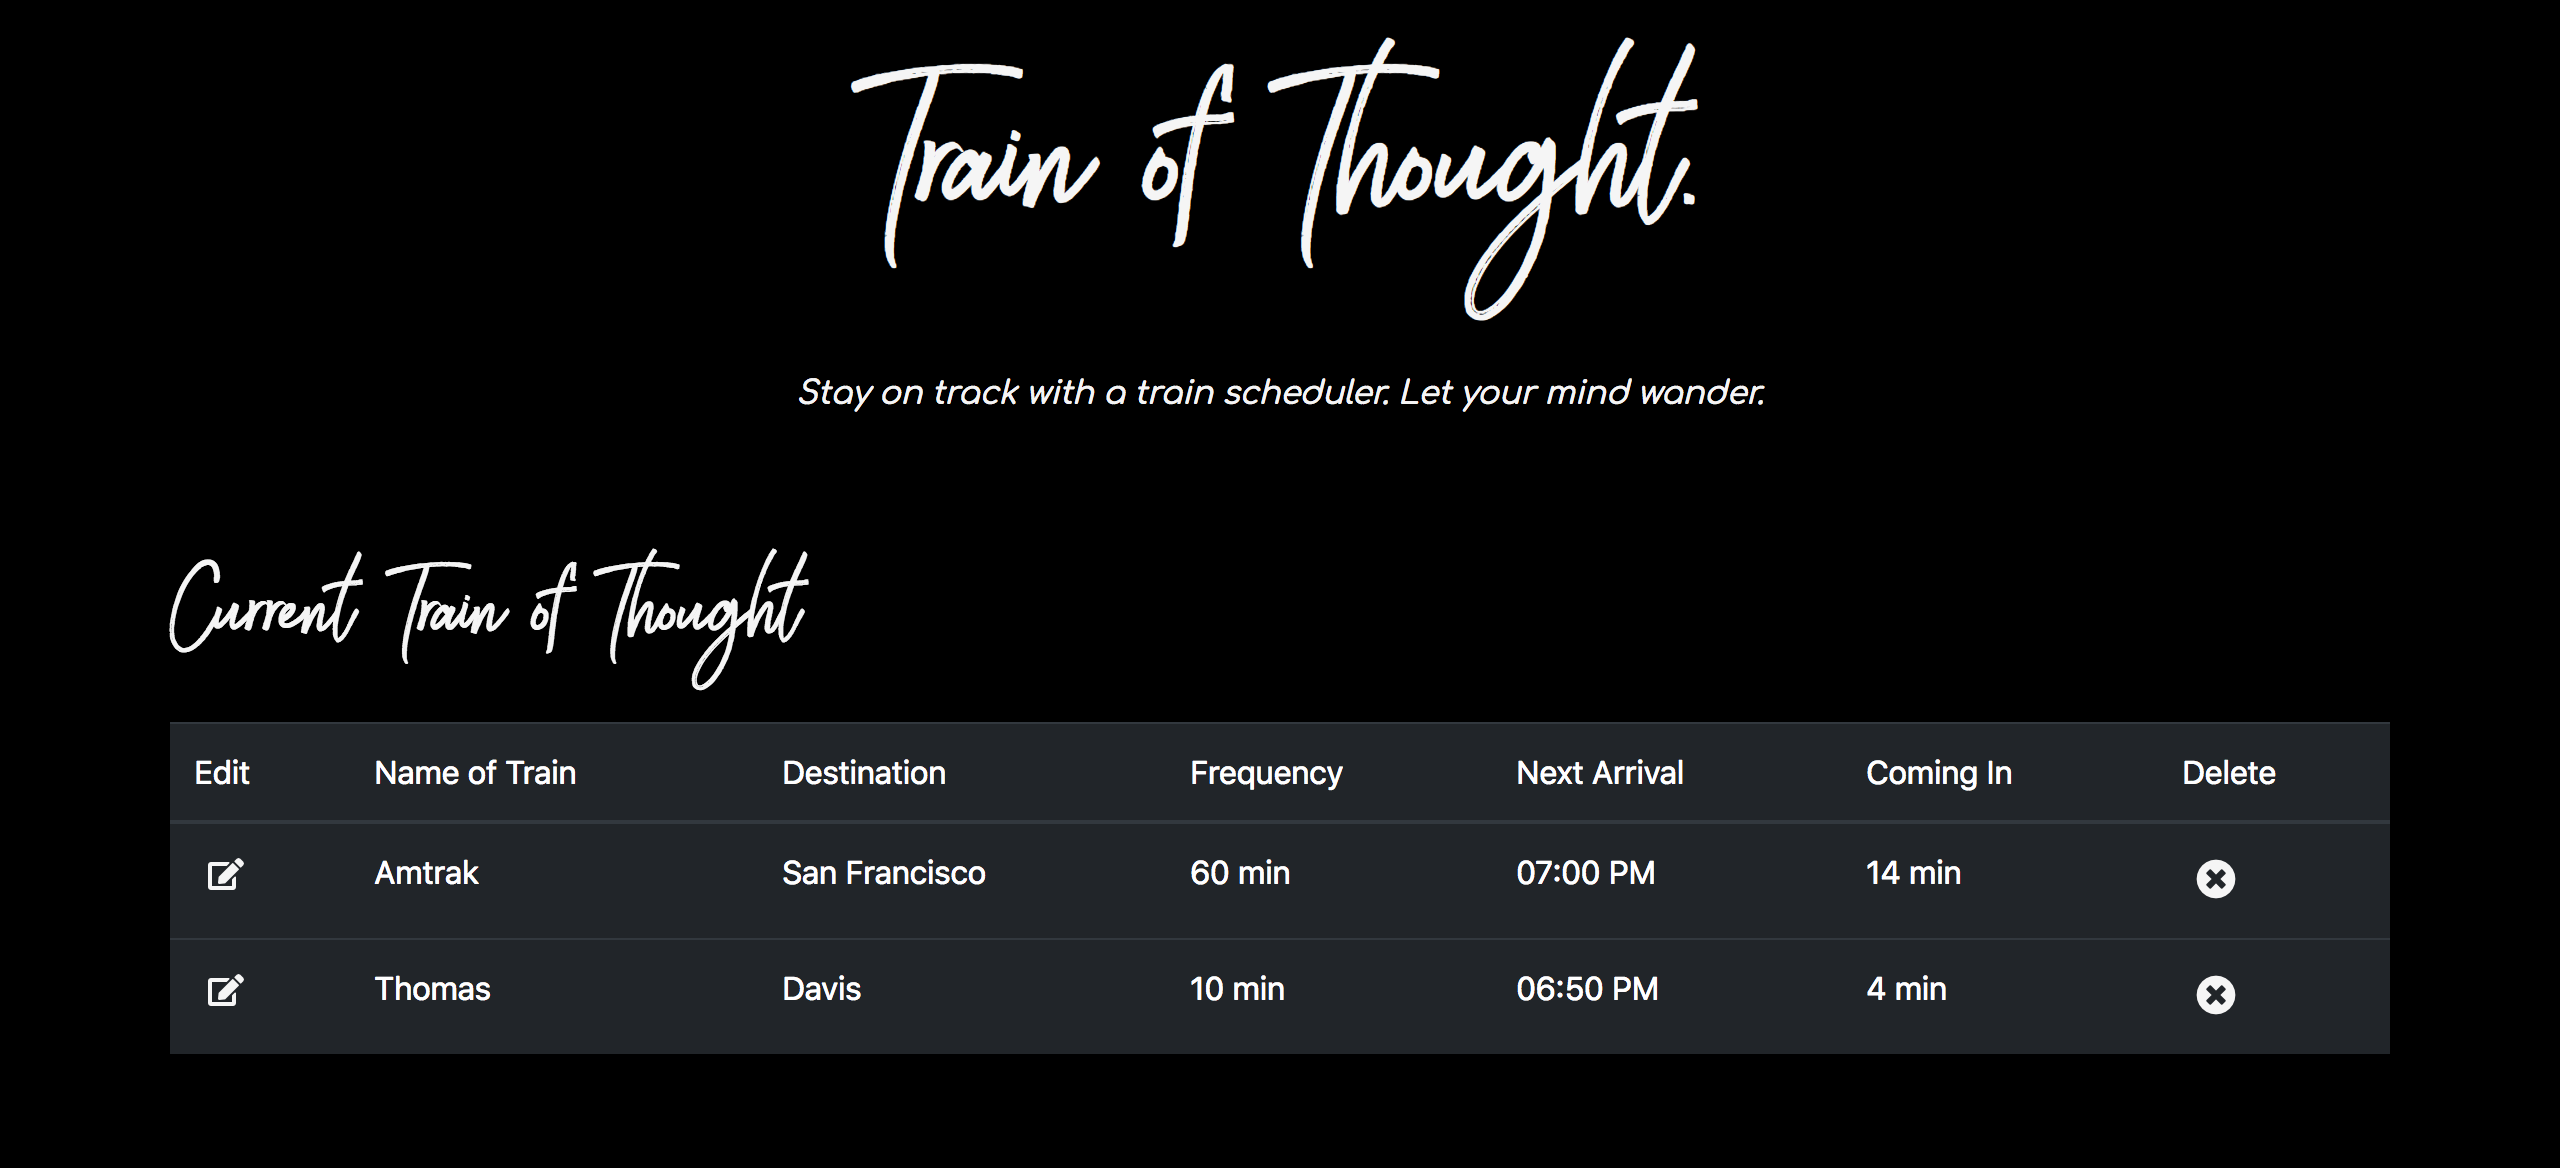 Train of Thought.
Stay on track with a train scheduler. Let your mind wander.
Current Train of Thought
Edit Name of Train Destination Frequency Next Arrival Coming In Delete
Amtrak San Francisco 60 min 07:00 PM 14 min
Thomas Davis 10 min 06:50 PM 4 min